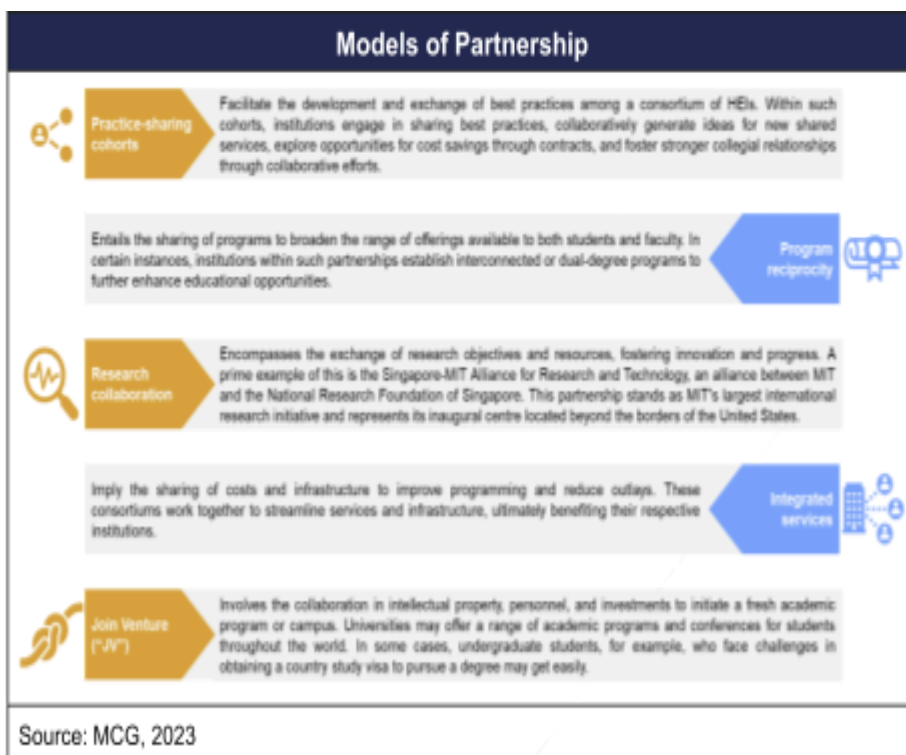 Models of Partnership
Practice-sharing
cohorts
Facilitate the development and exchange of best practices among a consortium of HEIs. Within such
cohorts, institutions engage in sharing best practices, collaboratively generate ideas for new shared
services, explore opportunities for cost savings through contracts, and foster stronger collegial relationships
through collaborative efforts.
Entails the sharing of programs to broaden the range of offerings available to both students and faculty. In
certain instances, institutions within such partnerships establish interconnected or dual-degree programs to
further enhance educational opportunities.
Program
reciprocity
Research
collaboration
Encompasses the exchange of research objectives and resources, fostering innovation and progress. A
prime example of this is the Singapore-MIT Alliance for Research and Technology, an alliance between MIT
and the National Research Foundation of Singapore. This partnership stands as MIT's largest international
research initiative and represents its inaugural centre located beyond the borders of the United States.
Imply the sharing of costs and infrastructure to improve programming and reduce outlays. These
consortiums work together to streamline services and infrastructure, ultimately benefiting their respective
institutions.
Integrated
services
Join Venture
("JV")
Involves the collaboration in intellectual property, personnel, and investments to initiate a fresh academic
program or campus. Universities may offer a range of academic programs and conferences for students
throughout the world. In some cases, undergraduate students, for example, who face challenges in
obtaining a country study visa to pursue a degree may get easily.
Source: MCG, 2023